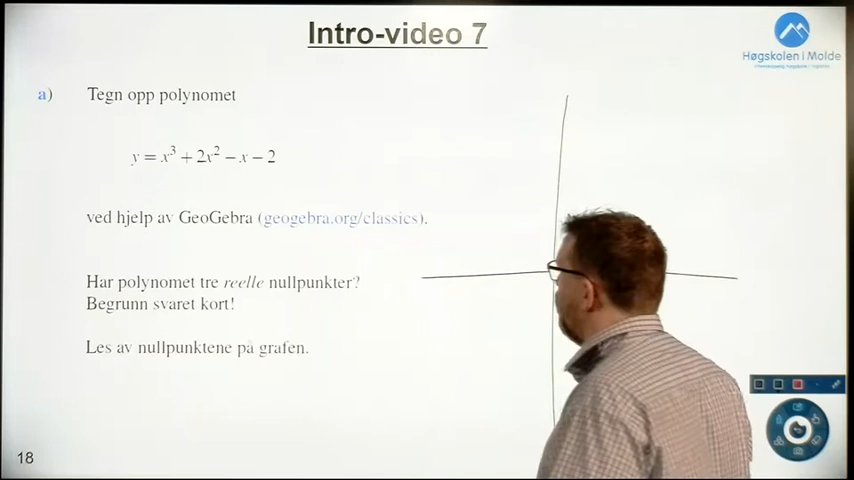 Intro-video 7
Høgskolen i Molde
a) Tegn opp polynomet
y = x³ + 2x² − x − 2
ved hjelp av GeoGebra (geogebra.org/classics).
Har polynomet tre reelle nullpunkter?
Begrunn svaret kort!
Les av nullpunktene på grafen.
18